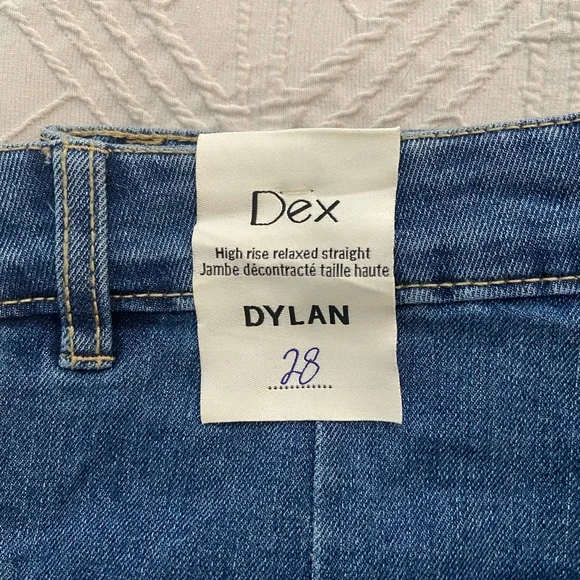 Dex
High rise relaxed straight
Jambe décontracté taille haute
DYLAN
28